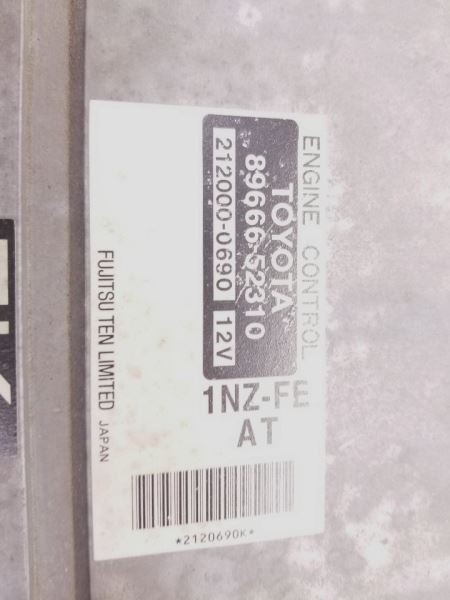 ENGINE CONTROL
TOYOTA
89666-52310
212000-0690 12V
1NZ-FE
AT
FUJITSU TEN LIMITED JAPAN
*2120690K*